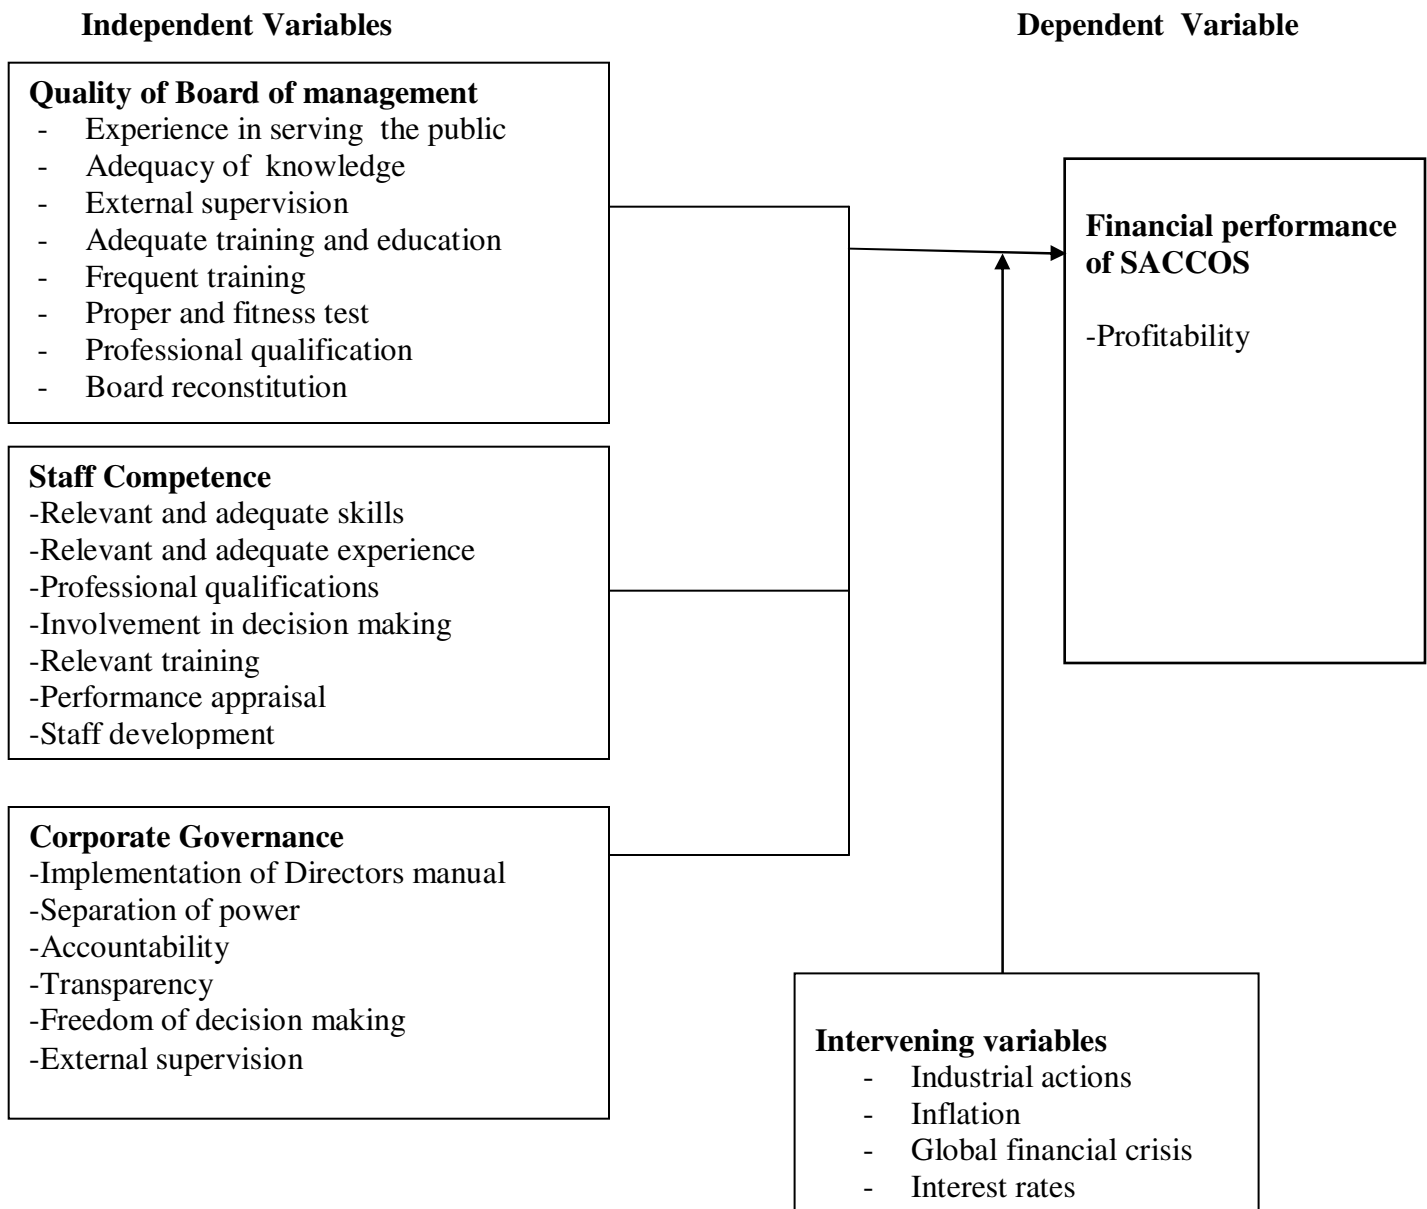 Independent Variables
Dependent Variable
Quality of Board of management
- Experience in serving the public
- Adequacy of knowledge
- External supervision
- Adequate training and education
- Frequent training
- Proper and fitness test
- Professional qualification
- Board reconstitution
Staff Competence
-Relevant and adequate skills
-Relevant and adequate experience
-Professional qualifications
-Involvement in decision making
-Relevant training
-Performance appraisal
-Staff development
Corporate Governance
-Implementation of Directors manual
-Separation of power
-Accountability
-Transparency
-Freedom of decision making
-External supervision
Financial performance
of SACCOS
-Profitability
Intervening variables
- Industrial actions
- Inflation
- Global financial crisis
- Interest rates